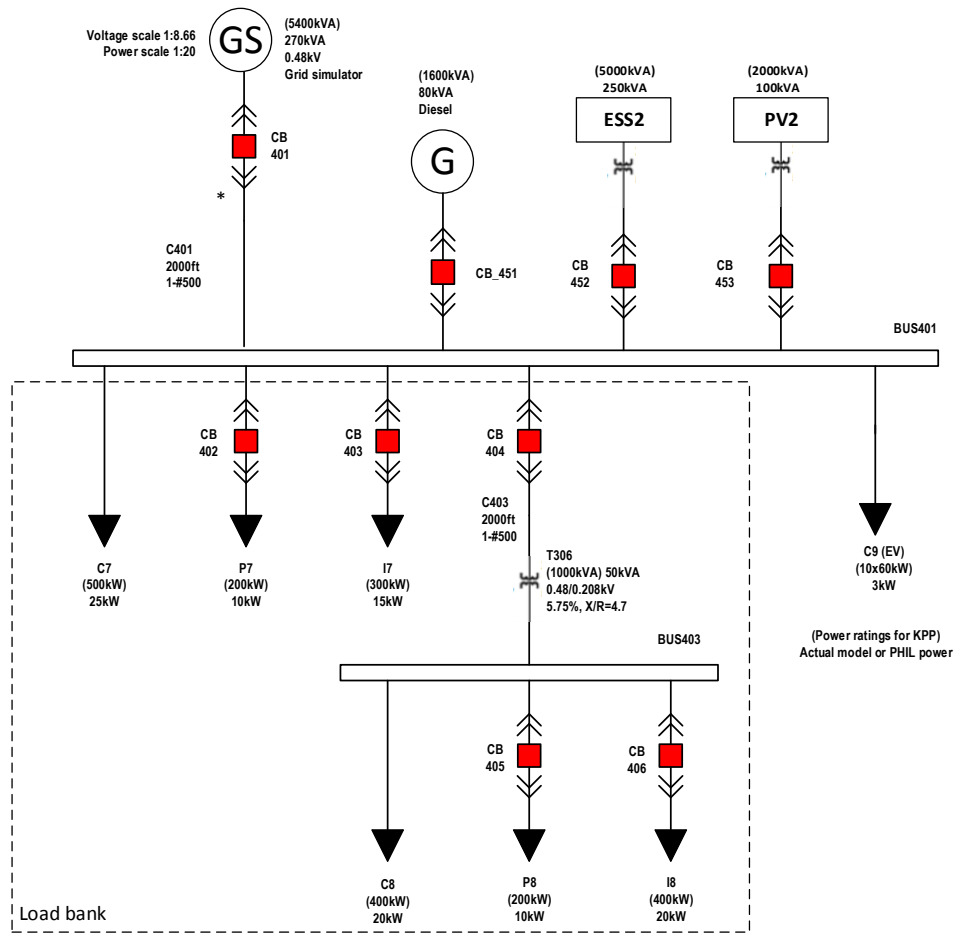 Voltage scale 1:8.66
Power scale 1:20
GS
(5400kVA)
270kVA
0.48kV
Grid simulator
(1600kVA)
80kVA
Diesel
G
(5000kVA)
250kVA
ESS2
(2000kVA)
100kVA
PV2
CB
401
*
C401
2000ft
1-#500
CB_451
CB
452
CB
453
BUS401
CB
402
CB
403
CB
404
C403
2000ft
1-#500
T306
(1000kVA) 50kVA
0.48/0.208kV
5.75%, X/R=4.7
C7
(500kW)
25kW
P7
(200kW)
10kW
I7
(300kW)
15kW
C9 (EV)
(10x60kW)
3kW
(Power ratings for KPP)
Actual model or PHIL power
BUS403
CB
405
CB
406
C8
(400kW)
20kW
P8
(200kW)
10kW
I8
(400kW)
20kW
Load bank